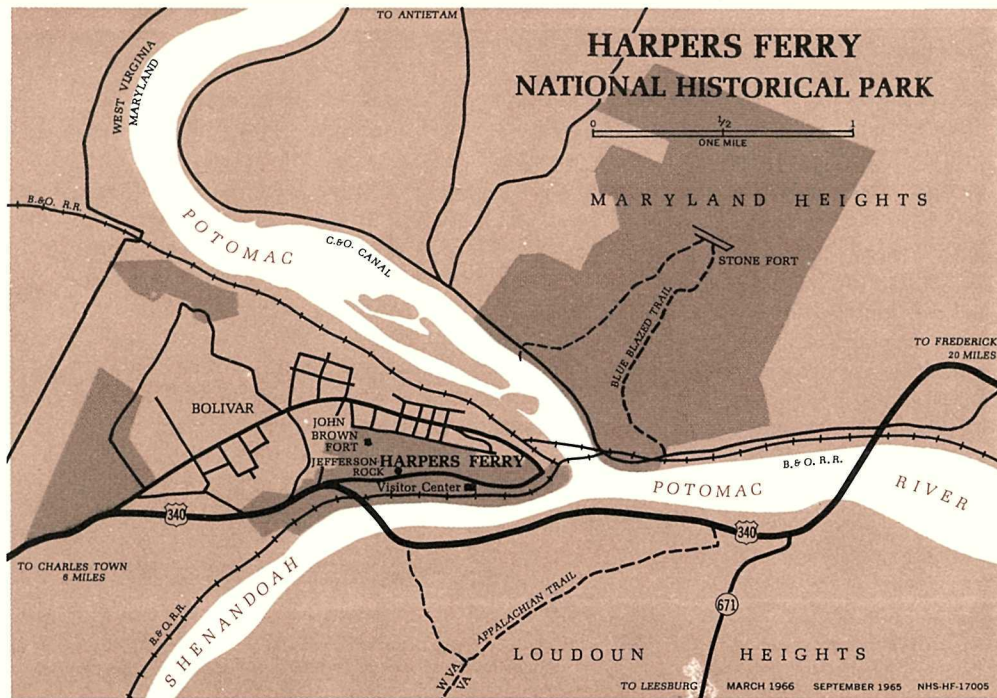 TO ANTIETAM
HARPERS FERRY
NATIONAL HISTORICAL PARK
0 1/2 1
ONE MILE
WEST VIRGINIA
MARYLAND
MARYLAND HEIGHTS
B.&O. R.R.
POTOMAC
C.&O. CANAL
STONE FORT
BLUE BLAZED TRAIL
TO FREDERICK
20 MILES
BOLIVAR
JOHN
BROWN
FORT
JEFFERSON
ROCK
HARPERS FERRY
Visitor Center
B.&O. R.R.
POTOMAC
RIVER
340
340
TO CHARLES TOWN
6 MILES
SHENANDOAH
B.&O. R.R.
APPALACHIAN TRAIL
671
W VA
VA
LOUDOUN HEIGHTS
TO LEESBURG
MARCH 1966 SEPTEMBER 1965 NHS-HF-17005